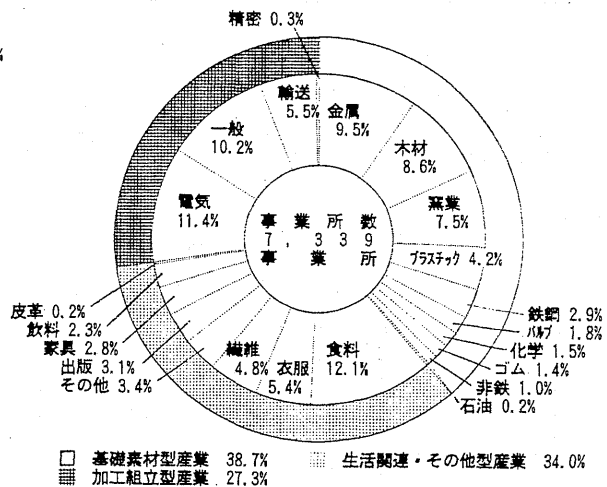 %
精密 0.3%
輸送
5.5%
金属
9.5%
一般
10.2%
木材
8.6%
電気
11.4%
窯業
7.5%
事業所数
7,339
事業所
プラスチック 4.2%
皮革 0.2%
飲料 2.3%
家具 2.8%
出版 3.1%
その他 3.4%
繊維
4.8%
衣服
5.4%
食料
12.1%
鉄鋼 2.9%
パルプ 1.8%
化学 1.5%
ゴム 1.4%
非鉄 1.0%
石油 0.2%
基礎素材型産業 38.7%
生活関連・その他型産業 34.0%
加工組立型産業 27.3%